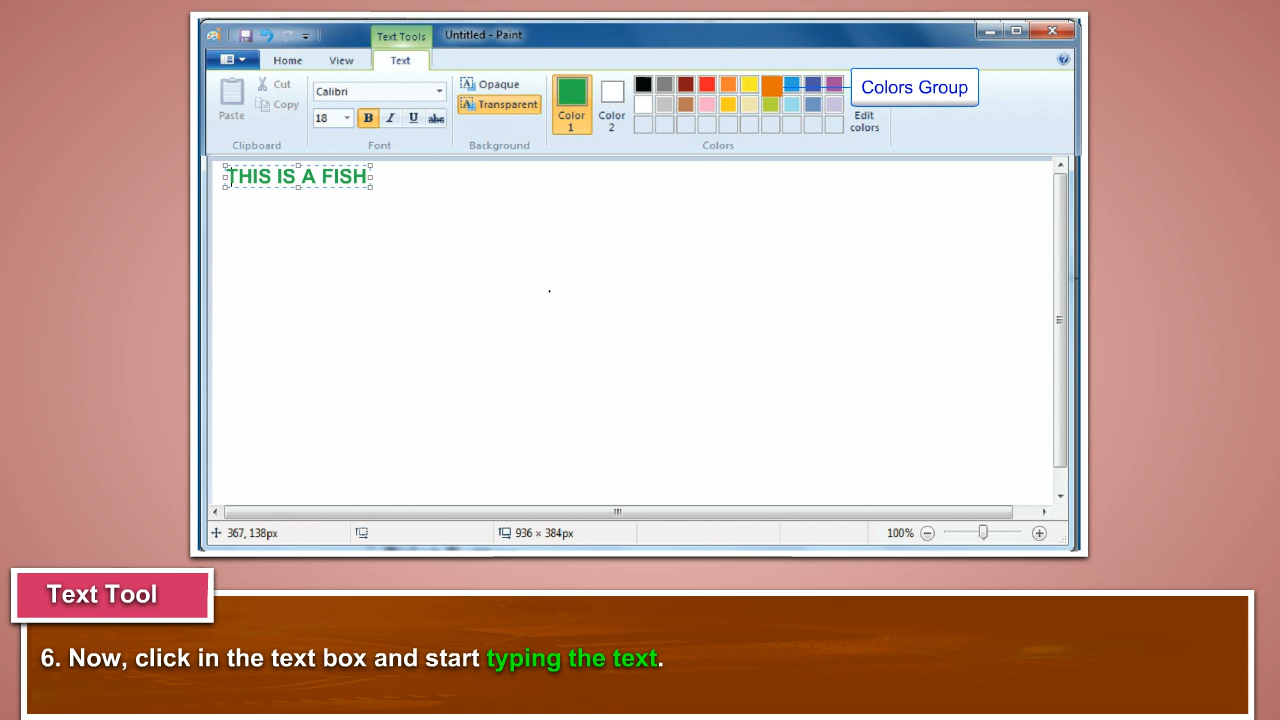 Text Tools Untitled - Paint
Home View Text
Cut
Copy
Paste
Clipboard
Calibri
18 B I U abc
Font
Opaque
Transparent
Background
Color 1
Color 2
Edit colors
Colors
Colors Group
THIS IS A FISH
367, 138px
936 × 384px
100%
Text Tool
6. Now, click in the text box and start typing the text.